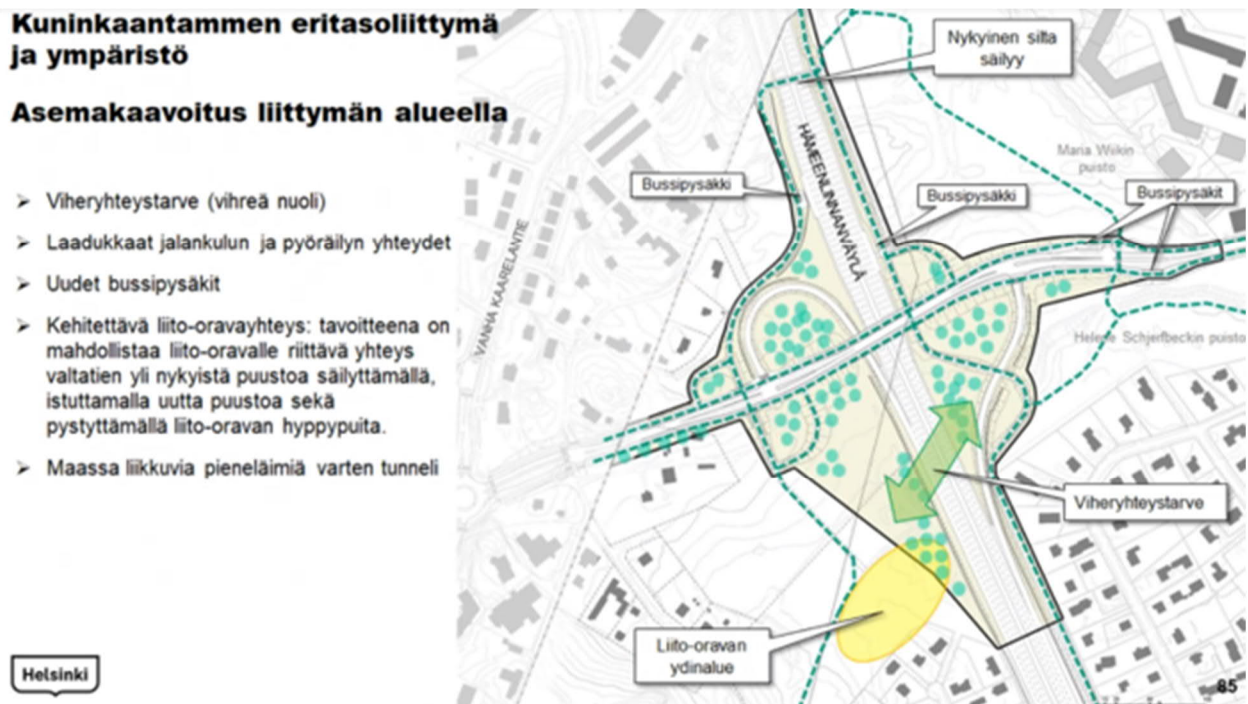 Kuninkaantammen eritasoliittymä
ja ympäristö
Asemakaavoitus liittymän alueella
➢ Viheryhteystarve (vihreä nuoli)
➢ Laadukkaat jalankulun ja pyöräilyn yhteydet
➢ Uudet bussipysäkit
➢ Kehitettävä liito-oravayhteys: tavoitteena on
mahdollistaa liito-oravalle riittävä yhteys
valtatien yli nykyistä puustoa säilyttämällä,
istuttamalla uutta puustoa sekä
pystyttämällä liito-oravan hyppypuita.
➢ Maassa liikkuvia pieneläimiä varten tunneli
Helsinki
Nykyinen silta
säilyy
HÄMEENLINNANVÄYLÄ
Maria Wiikin
puisto
Bussipysäkki
Bussipysäkki
Bussipysäkit
VANHA KAARELANTIE
Helene Schjerfbeckin puisto
Viheryhteystarve
Liito-oravan
ydinalue
85